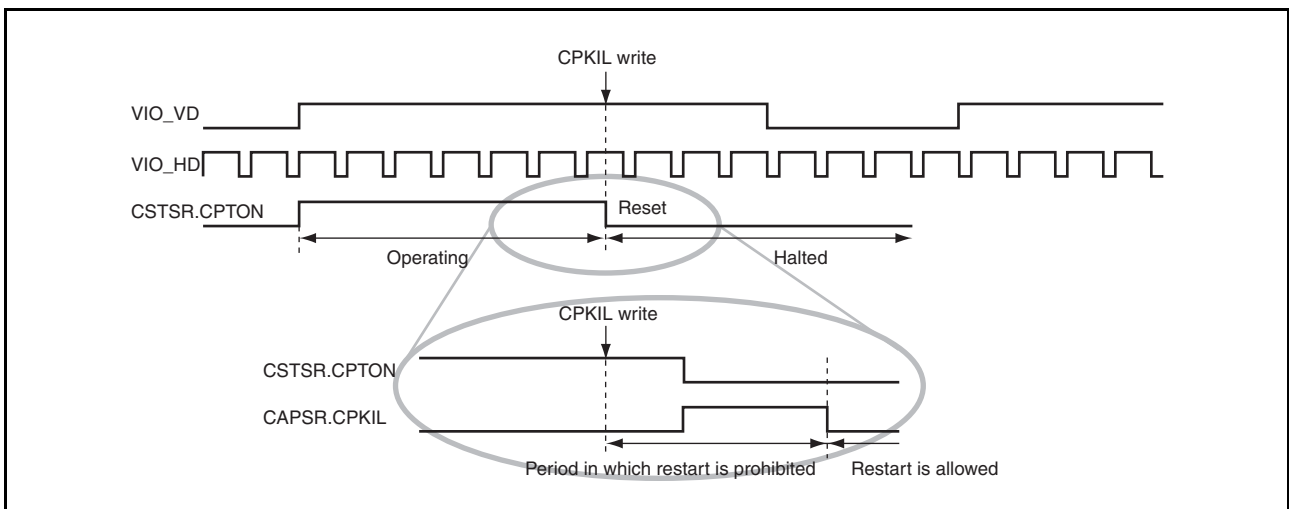 CPKIL write
VIO_VD
VIO_HD
CSTSR.CPTON
Reset
Operating
Halted
CPKIL write
CSTSR.CPTON
CAPSR.CPKIL
Period in which restart is prohibited
Restart is allowed